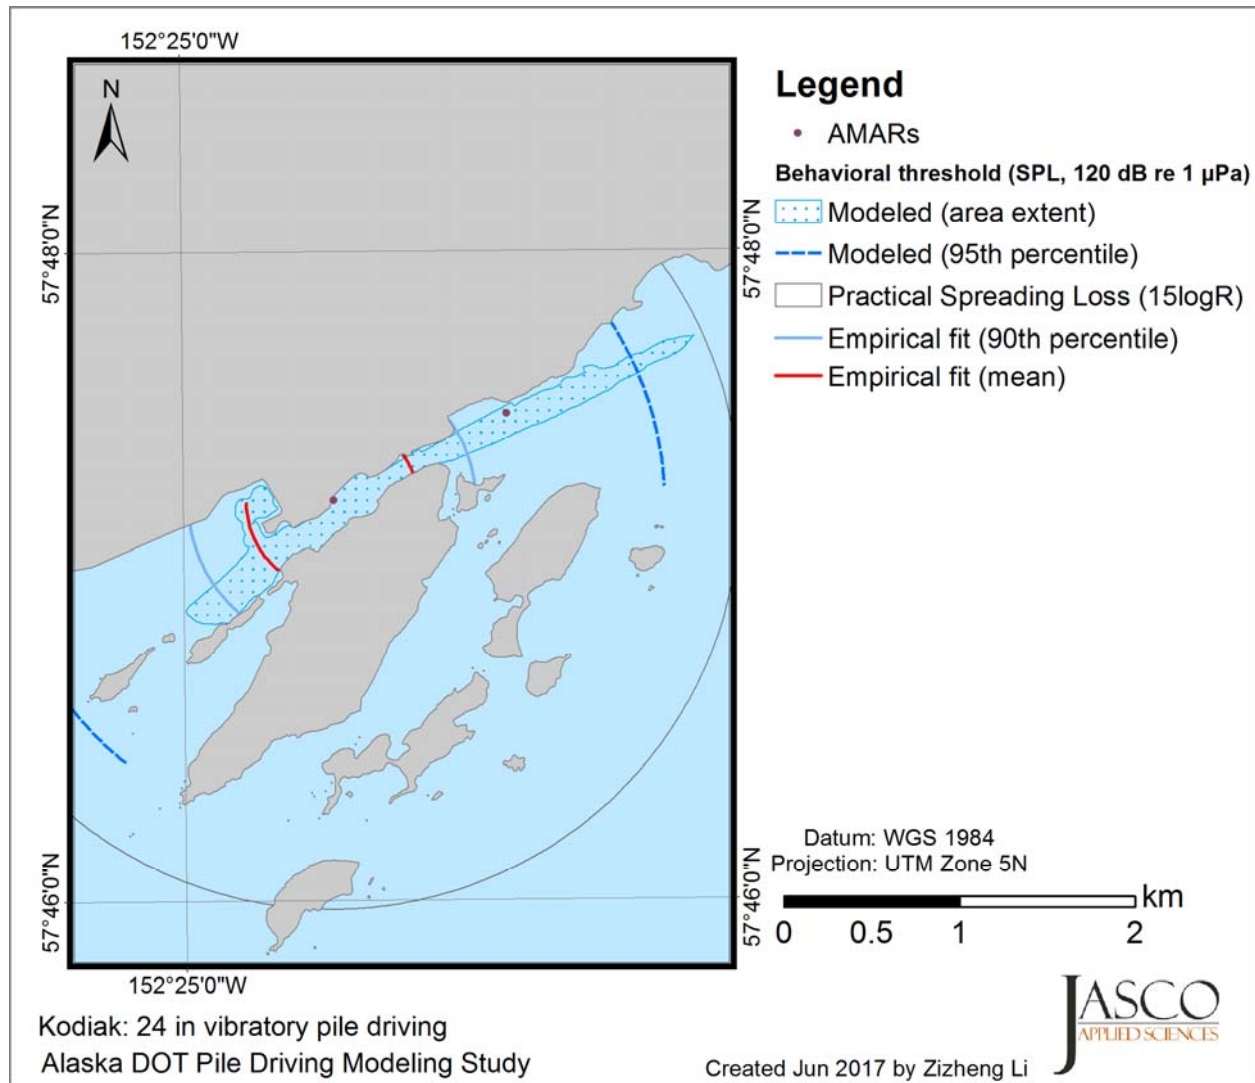 152°25'0"W
N
57°48'0"N
57°48'0"N
57°46'0"N
57°46'0"N
152°25'0"W
Legend
AMARs
Behavioral threshold (SPL, 120 dB re 1 µPa)
Modeled (area extent)
Modeled (95th percentile)
Practical Spreading Loss (15logR)
Empirical fit (90th percentile)
Empirical fit (mean)
Datum: WGS 1984
Projection: UTM Zone 5N
km
0 0.5 1 2
Kodiak: 24 in vibratory pile driving
Alaska DOT Pile Driving Modeling Study
Created Jun 2017 by Zizheng Li
JASCO
APPLIED SCIENCES